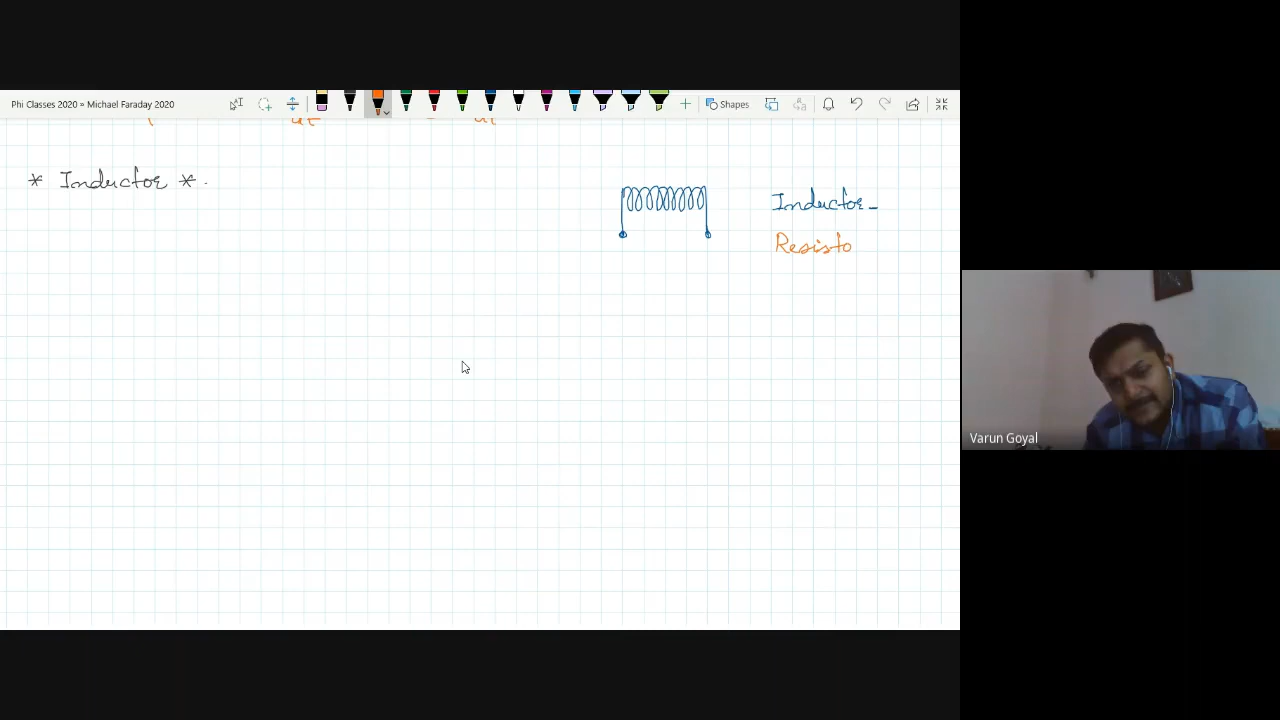 Phi Classes 2020 » Michael Faraday 2020
Shapes
* Inductor *.
Inductor-
Resisto
Varun Goyal